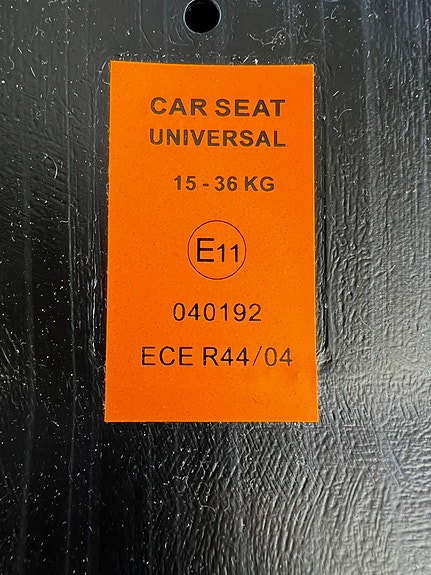 CAR SEAT
UNIVERSAL
15 - 36 KG
E11
040192
ECE R44/04